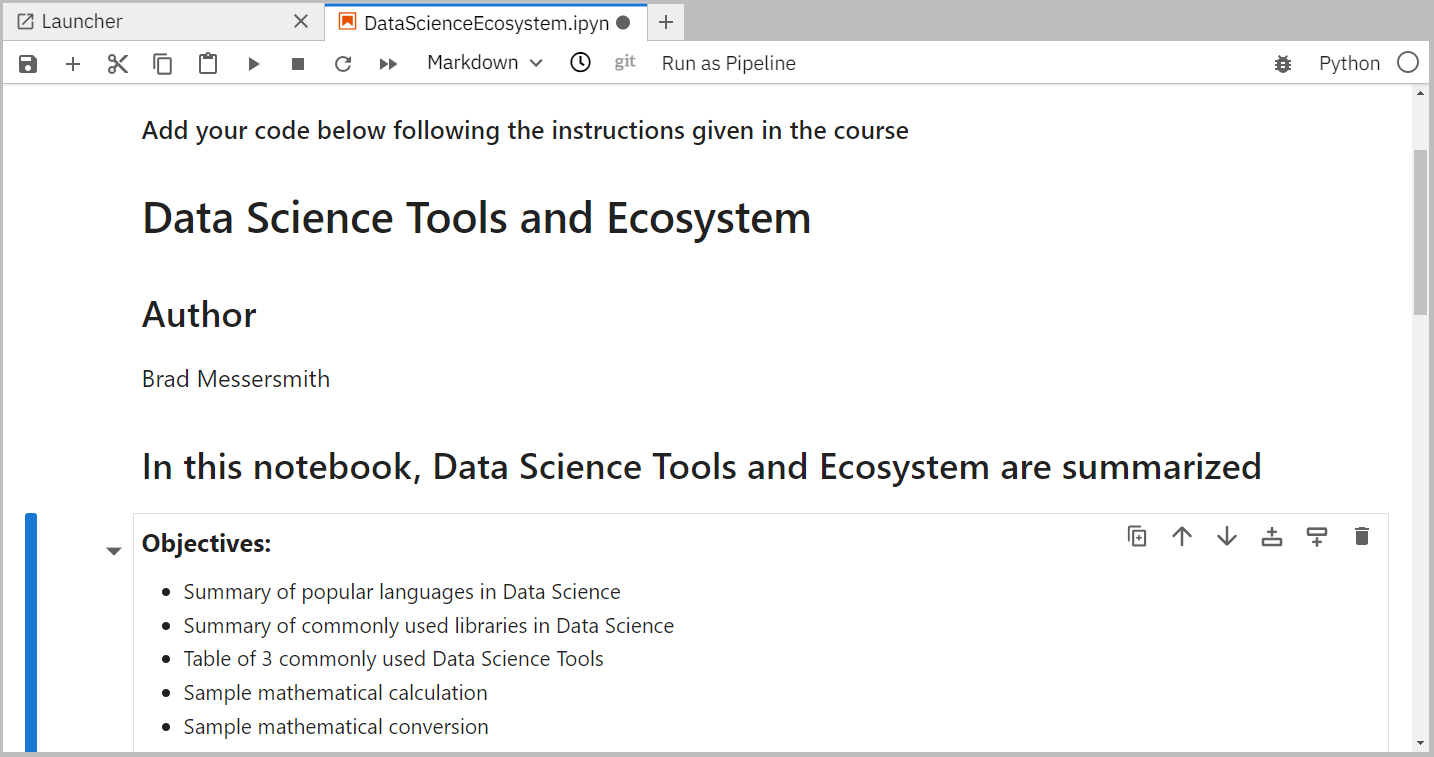 Launcher
DataScienceEcosystem.ipyn
Markdown
git
Run as Pipeline
Python
Add your code below following the instructions given in the course
Data Science Tools and Ecosystem
Author
Brad Messersmith
In this notebook, Data Science Tools and Ecosystem are summarized
Objectives:
Summary of popular languages in Data Science
Summary of commonly used libraries in Data Science
Table of 3 commonly used Data Science Tools
Sample mathematical calculation
Sample mathematical conversion